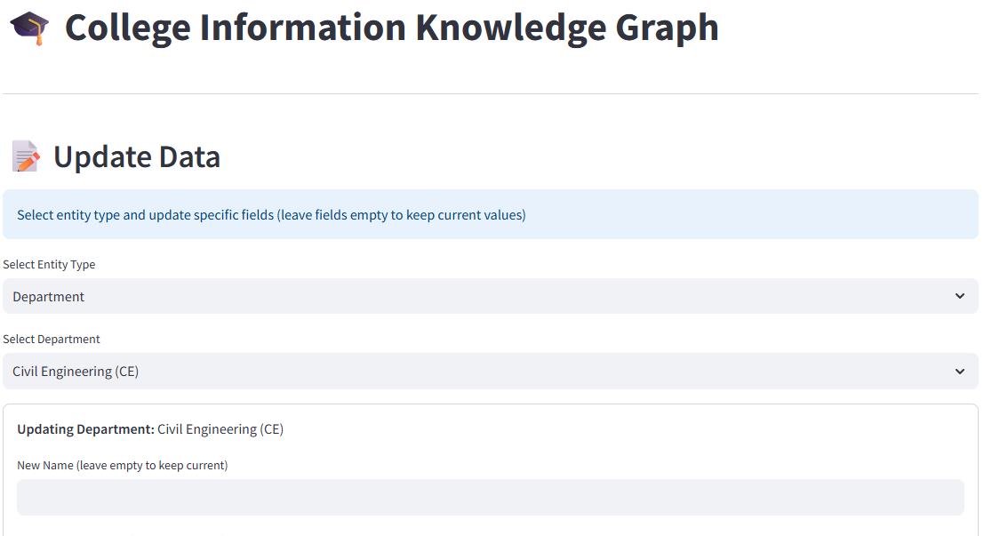 College Information Knowledge Graph
Update Data
Select entity type and update specific fields (leave fields empty to keep current values)
Select Entity Type
Department
Select Department
Civil Engineering (CE)
Updating Department: Civil Engineering (CE)
New Name (leave empty to keep current)